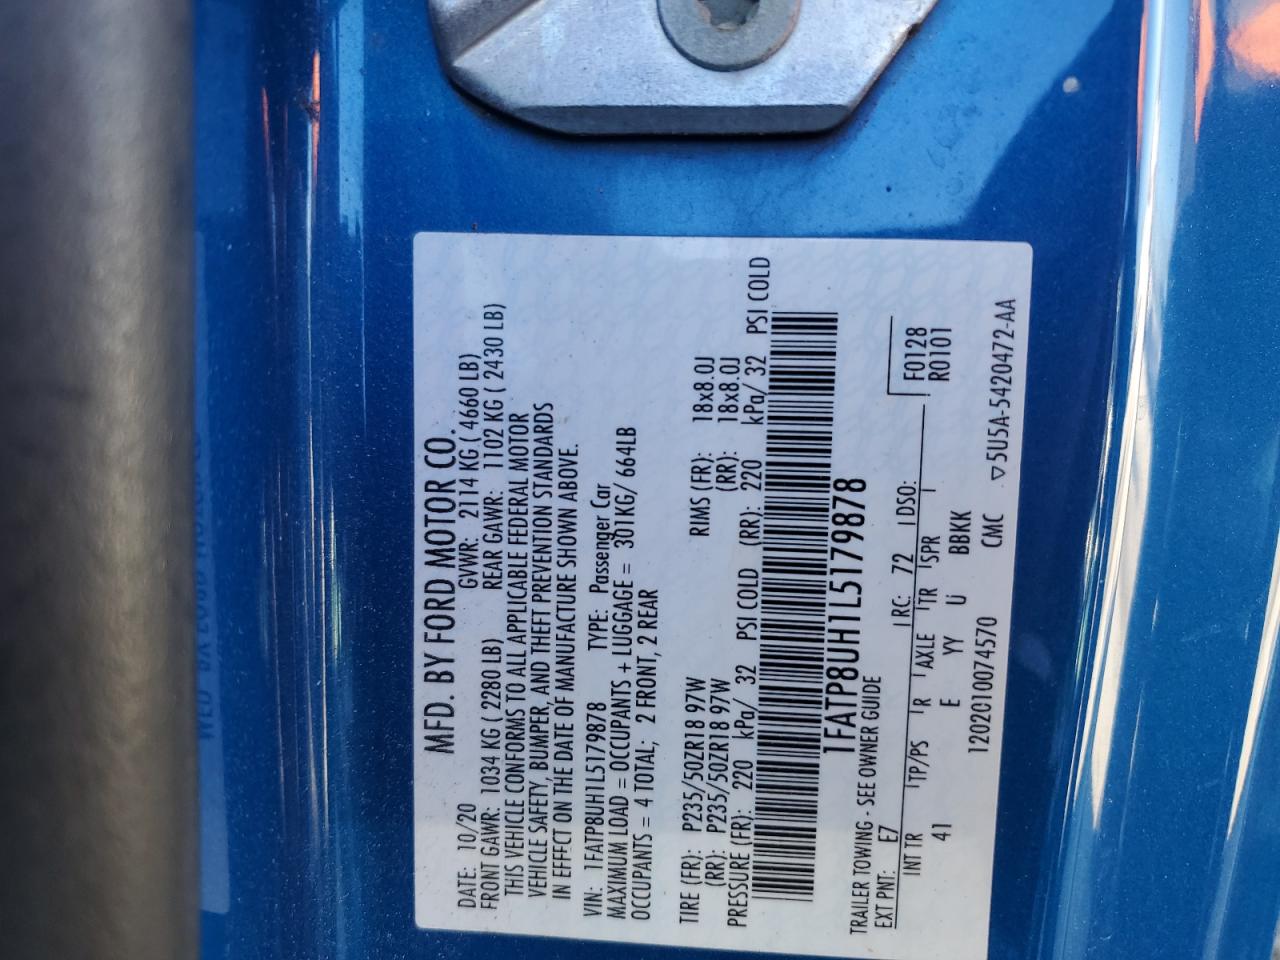 MFD. BY FORD MOTOR CO.
DATE: 10/20 GVWR: 2114 KG ( 4660 LB)
FRONT GAWR: 1034 KG ( 2280 LB) REAR GAWR: 1102 KG ( 2430 LB)
THIS VEHICLE CONFORMS TO ALL APPLICABLE FEDERAL MOTOR
VEHICLE SAFETY, BUMPER, AND THEFT PREVENTION STANDARDS
IN EFFECT ON THE DATE OF MANUFACTURE SHOWN ABOVE.
VIN: 1FATP8UH1L5179878 TYPE: Passenger Car
MAXIMUM LOAD = OCCUPANTS + LUGGAGE = 301KG/ 664LB
OCCUPANTS = 4 TOTAL, 2 FRONT, 2 REAR
TIRE (FR): P235/50ZR18 97W RIMS (FR): 18x8.0J
(RR): P235/50ZR18 97W (RR): 18x8.0J
PRESSURE (FR): 220 kPa/ 32 PSI COLD (RR): 220 kPa/ 32 PSI COLD
1FATP8UH1L5179878
TRAILER TOWING - SEE OWNER GUIDE
EXT PNT: E7 RC: 72 DSO: F0128
INT TR TP/PS R AXLE TR SPR R0101
41 E YY U BBKK
1202010074570 CMC ▽5U5A-5420472-AA